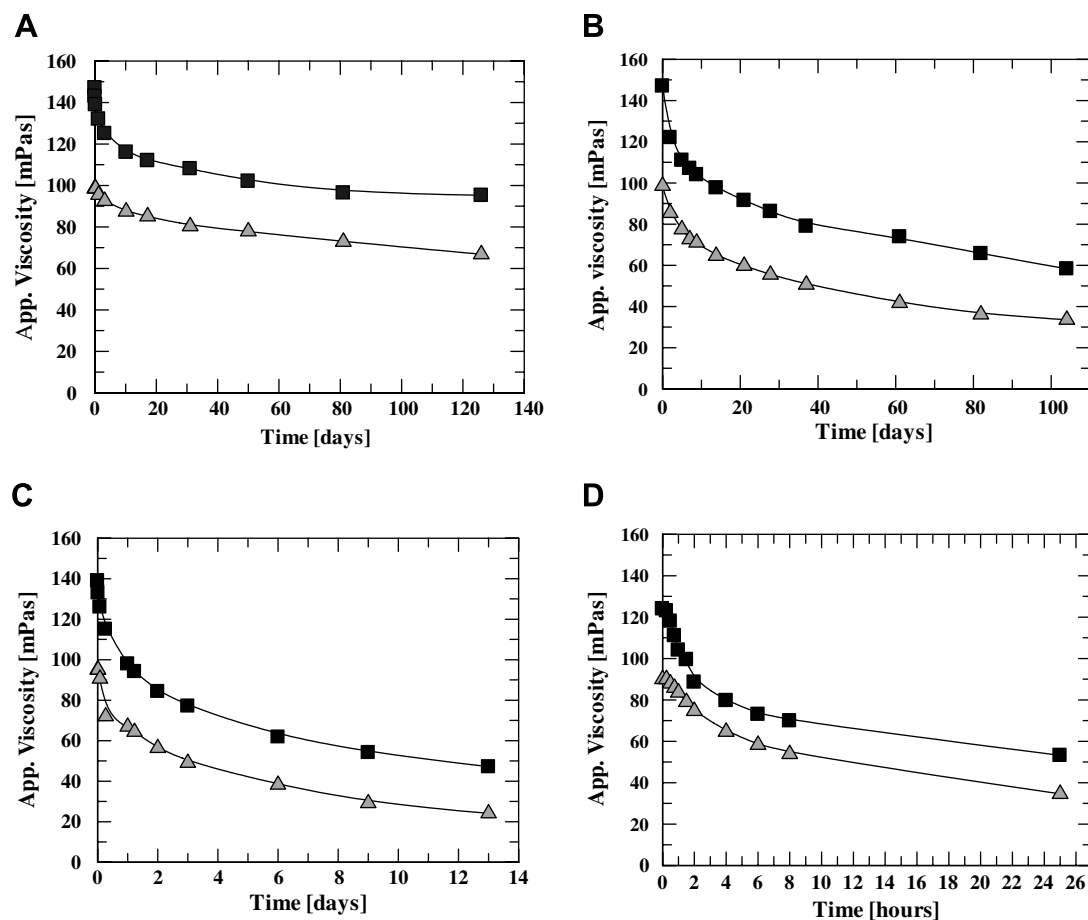 A
App. Viscosity [mPas]
160
140
120
100
80
60
40
20
0
0 20 40 60 80 100 120 140
Time [days]
B
App. viscosity [mPas]
160
140
120
100
80
60
40
20
0
0 20 40 60 80 100
Time [days]
C
App. Viscosity [mPas]
160
140
120
100
80
60
40
20
0
0 2 4 6 8 10 12 14
Time [days]
D
App. Viscosity [mPas]
160
140
120
100
80
60
40
20
0
0 2 4 6 8 10 12 14 16 18 20 22 24 26
Time [hours]